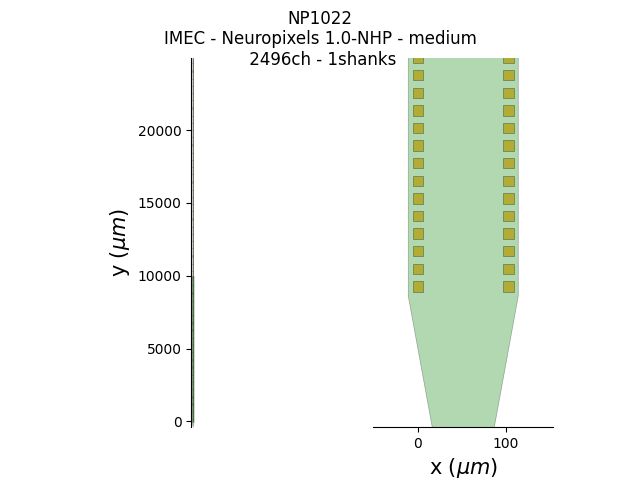 NP1022
IMEC - Neuropixels 1.0-NHP - medium
2496ch - 1shanks
20000
15000
10000
5000
0
y (μm)
0 100
x (μm)